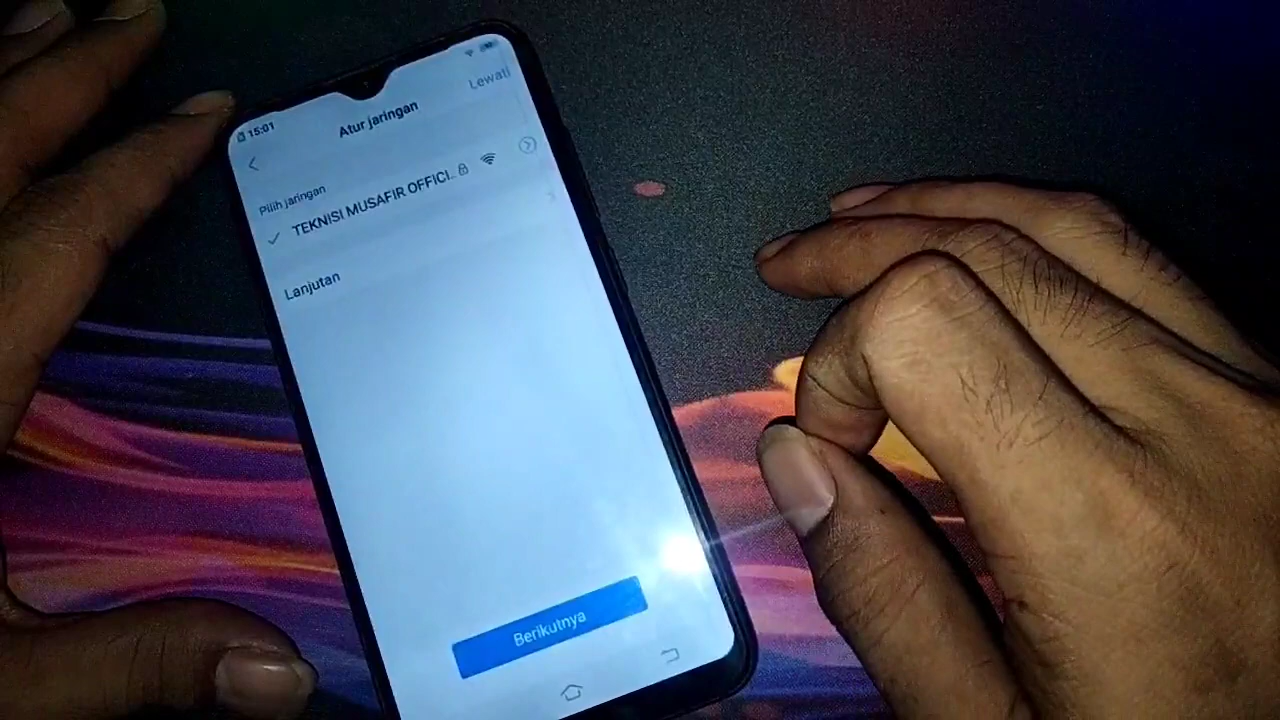 15:01
Lewati
Atur jaringan
Pilih jaringan
TEKNISI MUSAFIR OFFICI..
Lanjutan
Berikutnya